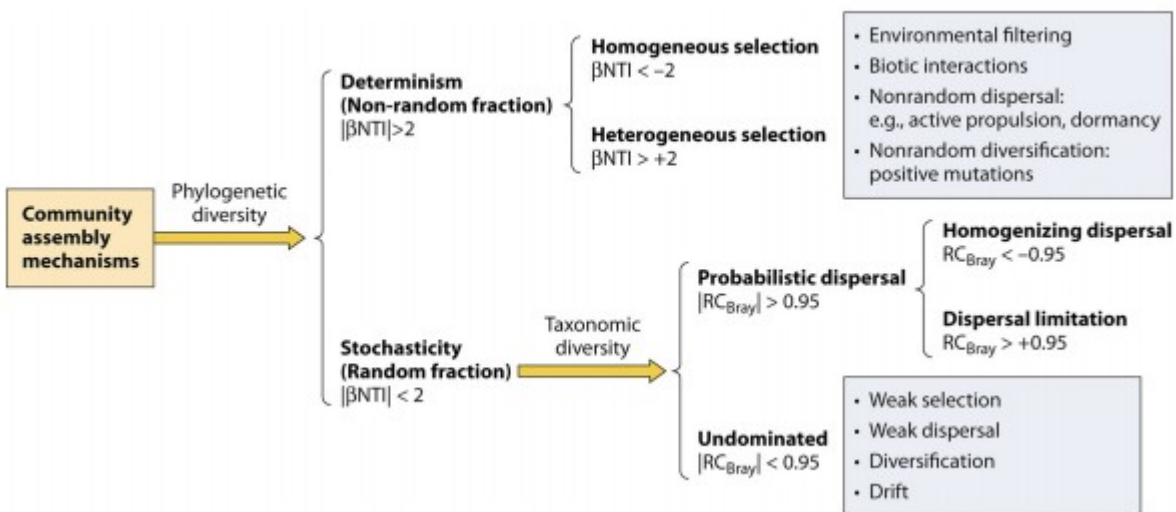 Community
assembly
mechanisms
Phylogenetic
diversity
Determinism
(Non-random fraction)
|βNTI|>2
Homogeneous selection
βNTI < –2
Heterogeneous selection
βNTI > +2
• Environmental filtering
• Biotic interactions
• Nonrandom dispersal:
e.g., active propulsion, dormancy
• Nonrandom diversification:
positive mutations
Stochasticity
(Random fraction)
|βNTI| < 2
Taxonomic
diversity
Probabilistic dispersal
|RCBray| > 0.95
Homogenizing dispersal
RCBray < –0.95
Dispersal limitation
RCBray > +0.95
Undominated
|RCBray| < 0.95
• Weak selection
• Weak dispersal
• Diversification
• Drift